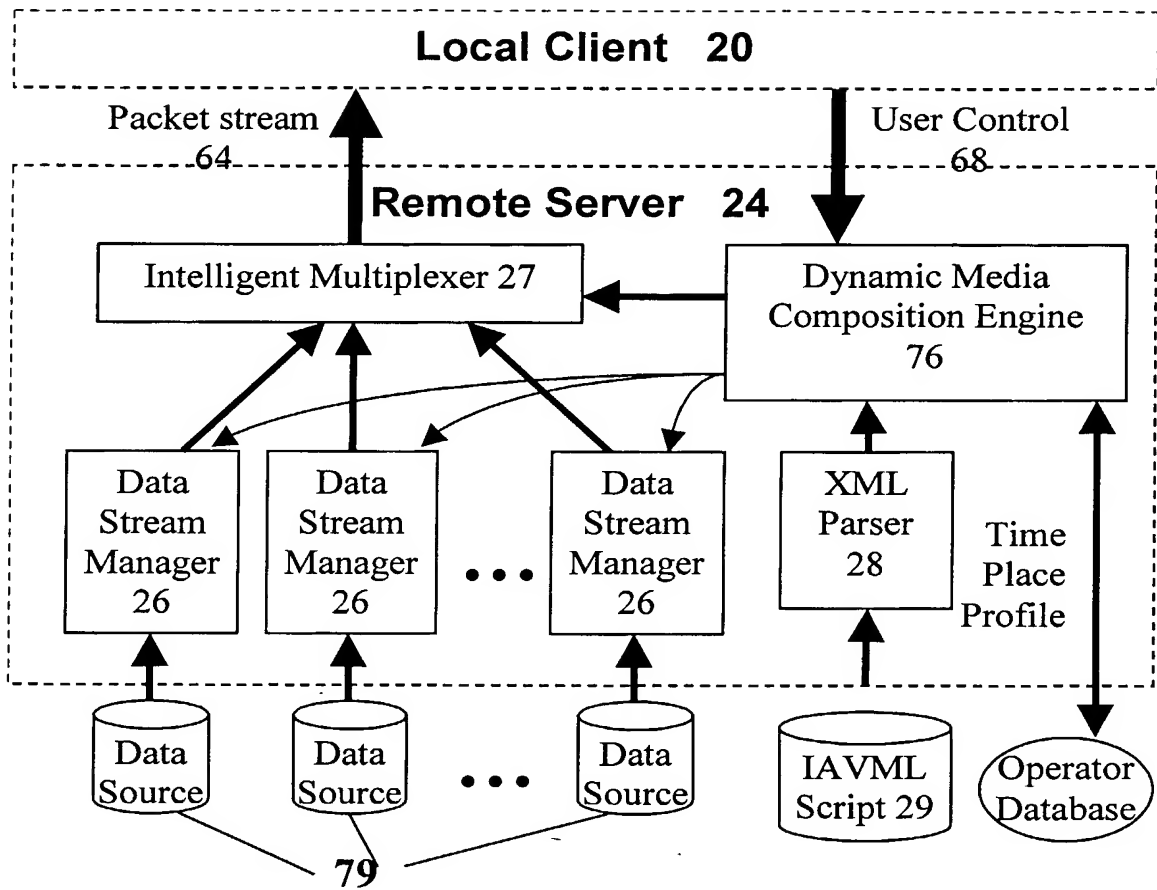 Local Client 20
Packet stream
64
User Control
68
Remote Server 24
Intelligent Multiplexer 27
Dynamic Media
Composition Engine
76
Data
Stream
Manager
26
Data
Stream
Manager
26
Data
Stream
Manager
26
XML
Parser
28
Time
Place
Profile
Data
Source
Data
Source
Data
Source
IAVML
Script 29
Operator
Database
79